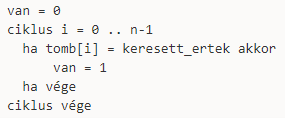 van = 0
ciklus i = 0 .. n-1
  ha tomb[i] = keresett_ertek akkor
      van = 1
  ha vége
ciklus vége